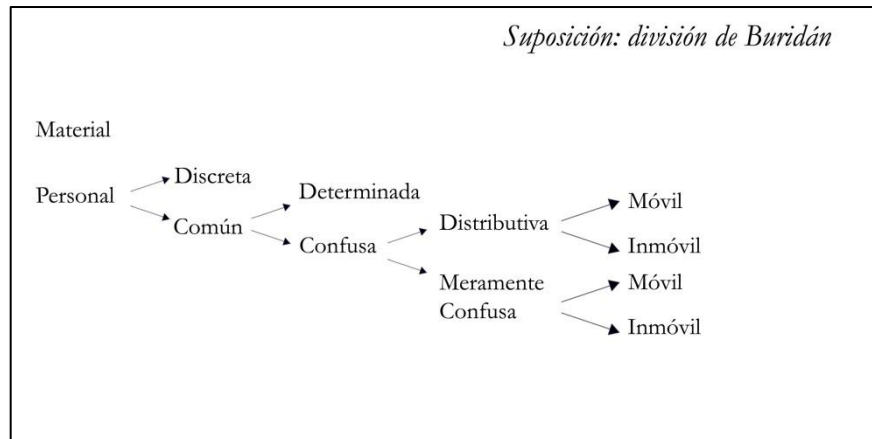 Suposición: división de Buridán
Material
Personal
Discreta
Común
Determinada
Confusa
Distributiva
Meramente
Confusa
Móvil
Inmóvil
Móvil
Inmóvil